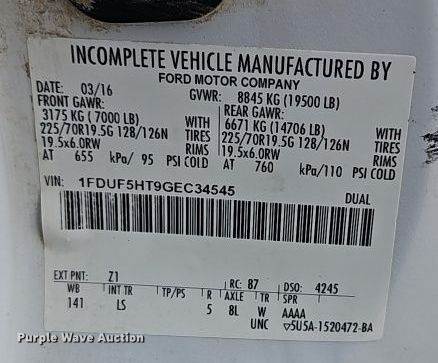 INCOMPLETE VEHICLE MANUFACTURED BY
FORD MOTOR COMPANY
DATE: 03/16 GVWR: 8845 KG (19500 LB)
FRONT GAWR: REAR GAWR:
3175 KG (7000 LB) WITH 6671 KG (14706 LB) WITH
225/70R19.5G 128/126N TIRES 225/70R19.5G 128/126N TIRES
19.5x6.0RW RIMS 19.5x6.0RW RIMS
AT 655 kPa/ 95 PSI COLD AT 760 kPa/110 PSI COLD
VIN: 1FDUF5HT9GEC34545 DUAL
EXT PNT: Z1 RC: 87 DSO: 4245
WB INT TR TP/PS R AXLE TR SPR
141 LS 5 8L W AAAA
UNC ▽5U5A-1520472-BA
Purple Wave Auction